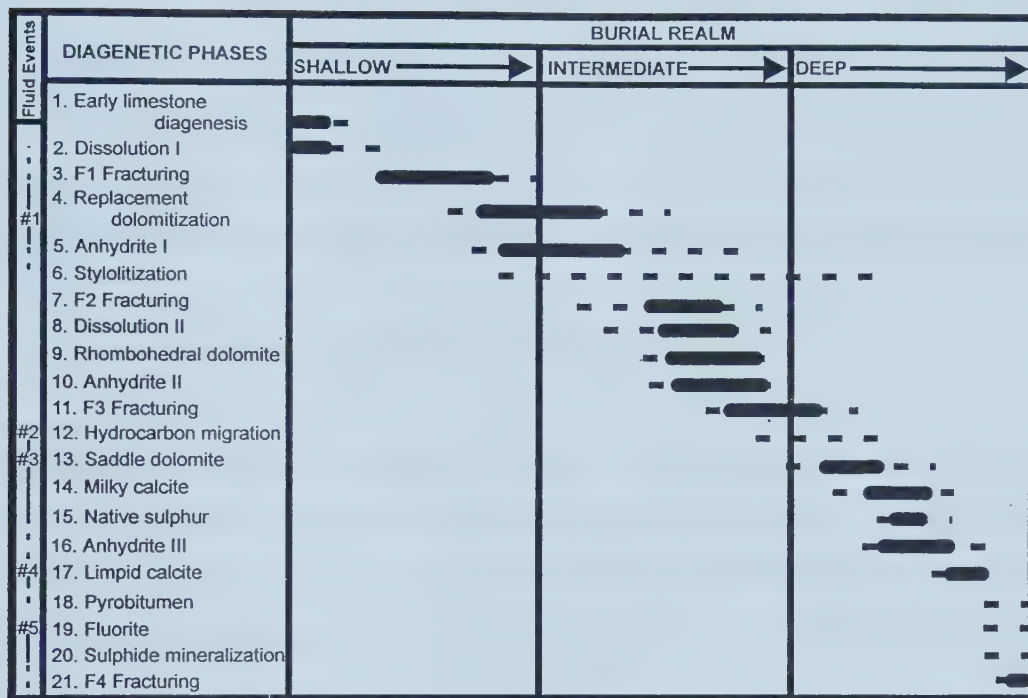 Fluid Events
DIAGENETIC PHASES
BURIAL REALM
SHALLOW
INTERMEDIATE
DEEP
1. Early limestone
diagenesis
2. Dissolution I
3. F1 Fracturing
4. Replacement
dolomitization
#1
5. Anhydrite I
6. Stylolitization
7. F2 Fracturing
8. Dissolution II
9. Rhombohedral dolomite
10. Anhydrite II
11. F3 Fracturing
#2
12. Hydrocarbon migration
#3
13. Saddle dolomite
14. Milky calcite
15. Native sulphur
16. Anhydrite III
#4
17. Limpid calcite
18. Pyrobitumen
#5
19. Fluorite
20. Sulphide mineralization
21. F4 Fracturing